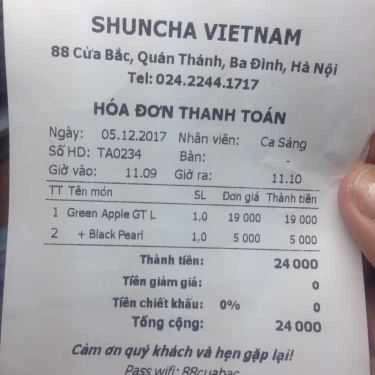 SHUNCHA VIETNAM
88 Cửa Bắc, Quán Thánh, Ba Đình, Hà Nội
Tel: 024.2244.1717
HÓA ĐƠN THANH TOÁN
Ngày: 05.12.2017 Nhân viên: Ca Sáng
Số HD: TA0234 Bàn: -
Giờ vào: 11.09 Giờ ra: 11.10
TT Tên món SL Đơn giá Thành tiền
1 Green Apple GT L 1,0 19 000 19 000
2 + Black Pearl 1,0 5 000 5 000
Thành tiền: 24 000
Tiền giảm giá: 0
Tiền chiết khấu: 0% 0
Tổng cộng: 24 000
Cảm ơn quý khách và hẹn gặp lại!
Pass wifi: 88cuabac